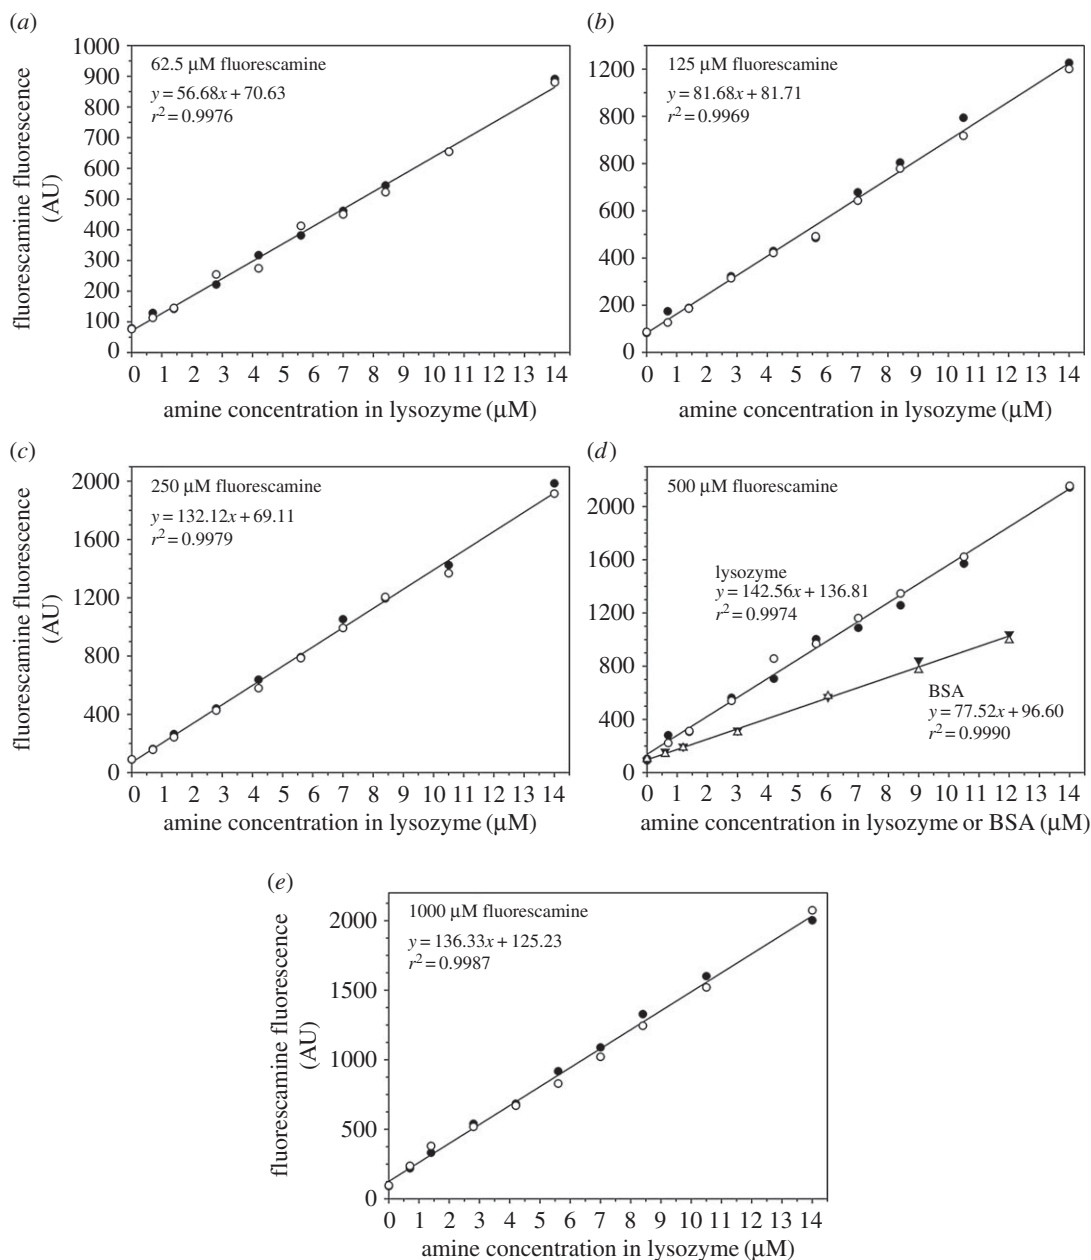 (a)
fluorescamine fluorescence
(AU)
1000
900
800
700
600
500
400
300
200
100
0
62.5 µM fluorescamine
y = 56.68x + 70.63
r² = 0.9976
0 1 2 3 4 5 6 7 8 9 10 11 12 13 14
amine concentration in lysozyme (µM)
(b)
1200
1000
800
600
400
200
0
125 µM fluorescamine
y = 81.68x + 81.71
r² = 0.9969
0 1 2 3 4 5 6 7 8 9 10 11 12 13 14
amine concentration in lysozyme (µM)
(c)
fluorescamine fluorescence
(AU)
2000
1600
1200
800
400
0
250 µM fluorescamine
y = 132.12x + 69.11
r² = 0.9979
0 1 2 3 4 5 6 7 8 9 10 11 12 13 14
amine concentration in lysozyme (µM)
(d)
2000
1600
1200
800
400
0
500 µM fluorescamine
lysozyme
y = 142.56x + 136.81
r² = 0.9974
BSA
y = 77.52x + 96.60
r² = 0.9990
0 1 2 3 4 5 6 7 8 9 10 11 12 13 14
amine concentration in lysozyme or BSA (µM)
(e)
fluorescamine fluorescence
(AU)
2000
1500
1000
500
0
1000 µM fluorescamine
y = 136.33x + 125.23
r² = 0.9987
0 1 2 3 4 5 6 7 8 9 10 11 12 13 14
amine concentration in lysozyme (µM)